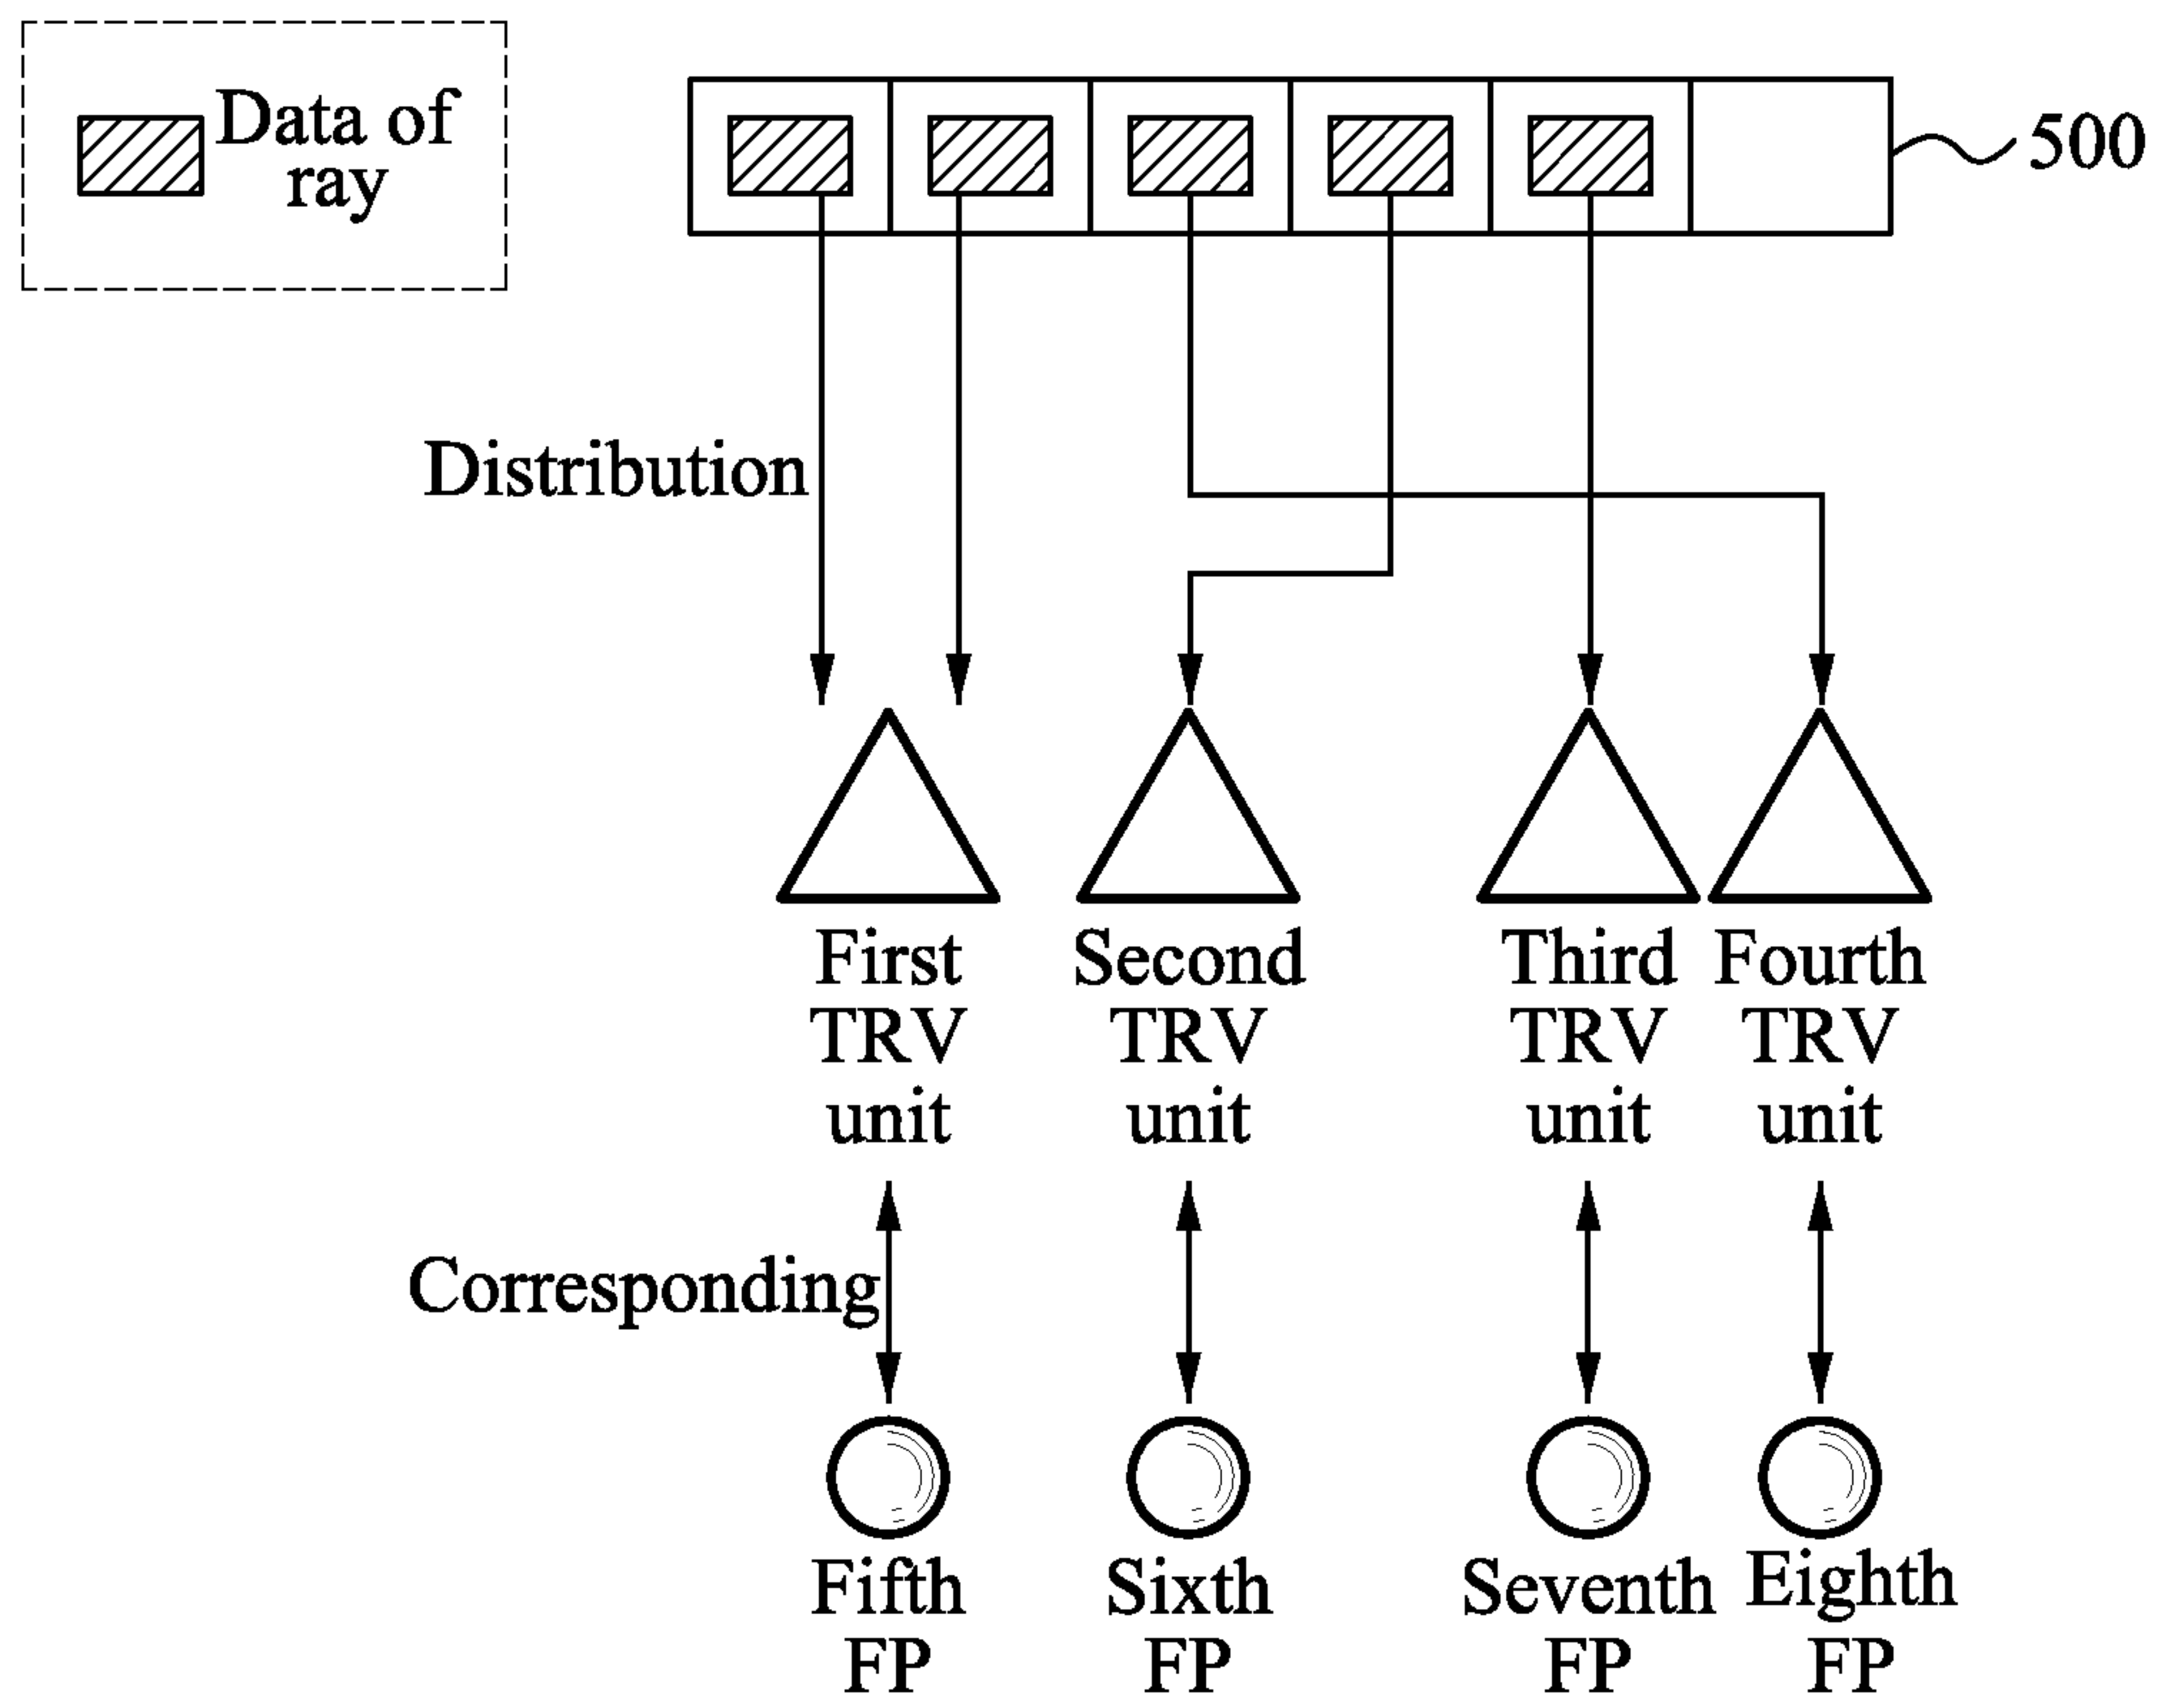 Data of
ray
500
Distribution
First
TRV
unit
Second
TRV
unit
Third
TRV
unit
Fourth
TRV
unit
Corresponding
Fifth
FP
Sixth
FP
Seventh
FP
Eighth
FP